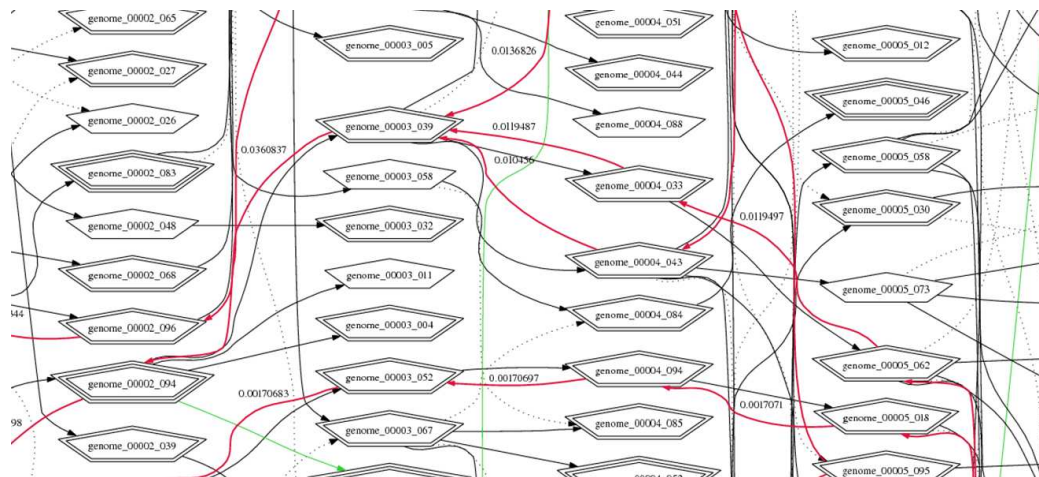 genome_00002_065
genome_00002_027
genome_00002_026
genome_00002_083
genome_00002_048
genome_00002_068
344
genome_00002_096
genome_00002_094
98
genome_00002_039
0.0360837
0.00170683
genome_00003_005
genome_00003_039
genome_00003_058
genome_00003_032
genome_00003_011
genome_00003_004
genome_00003_052
genome_00003_067
0.0136826
0.0119487
0.010456
0.00170697
genome_00004_051
genome_00004_044
genome_00004_088
genome_00004_033
genome_00004_043
genome_00004_084
genome_00004_094
genome_00004_085
0.0119497
0.0017071
genome_00005_012
genome_00005_046
genome_00005_058
genome_00005_030
genome_00005_073
genome_00005_062
genome_00005_018
genome_00005_095